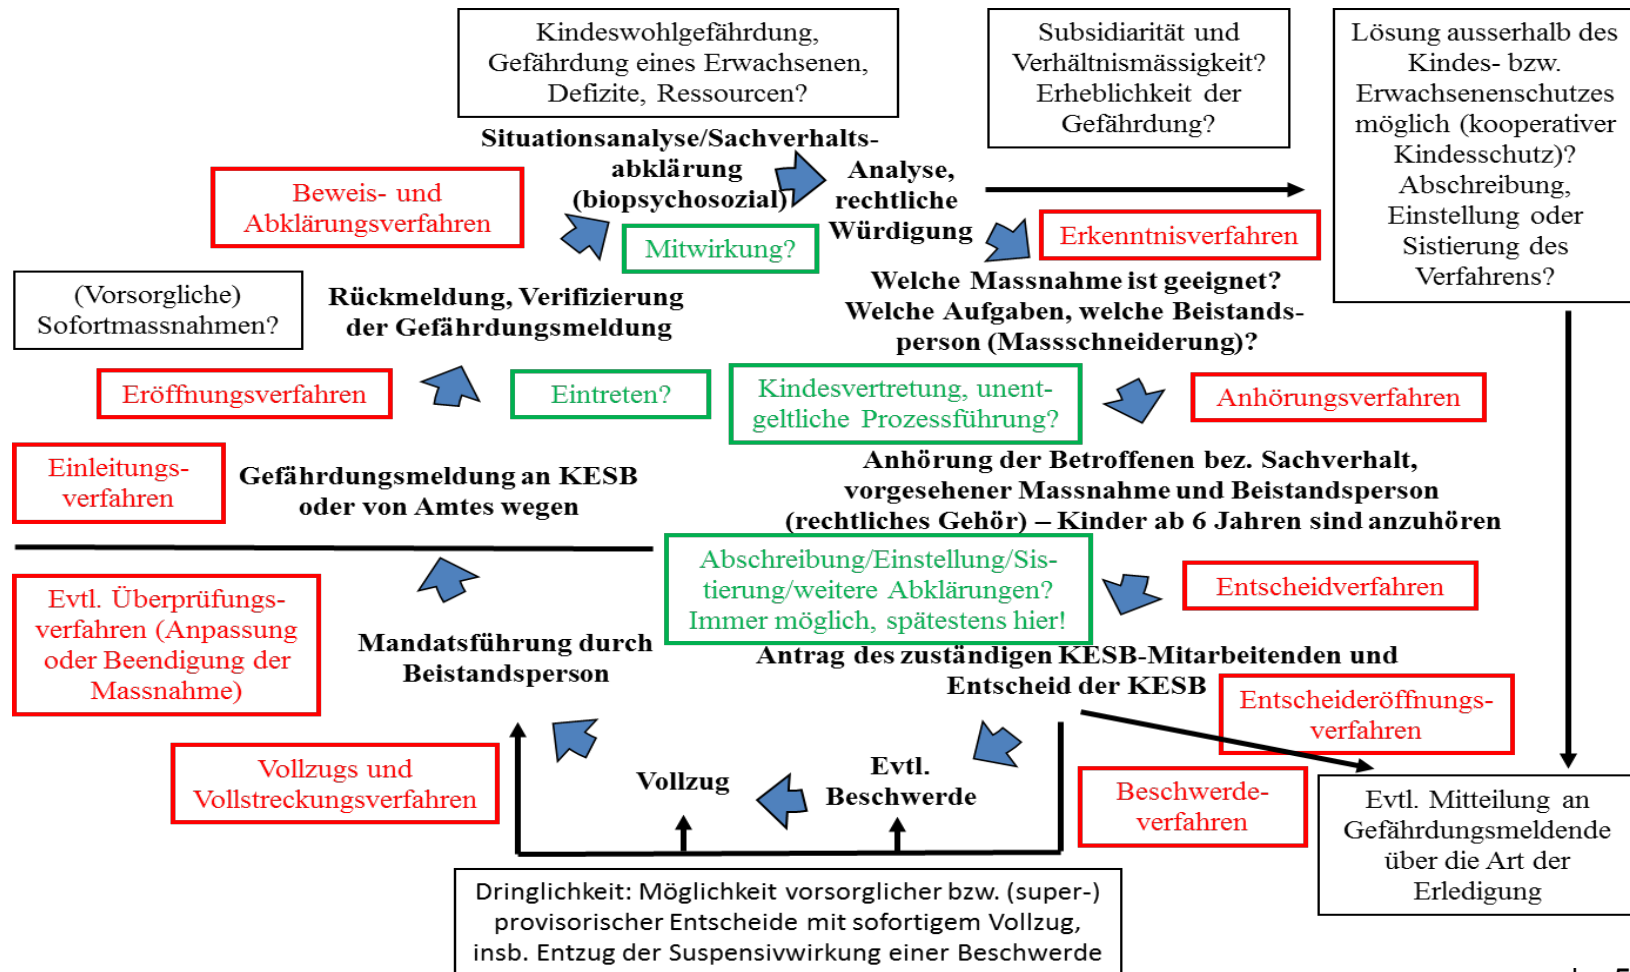 Kindeswohlgefährdung,
Gefährdung eines Erwachsenen,
Defizite, Ressourcen?
Subsidiarität und
Verhältnismässigkeit?
Erheblichkeit der
Gefährdung?
Lösung ausserhalb des
Kindes- bzw.
Erwachsenenschutzes
möglich (kooperativer
Kindesschutz)?
Abschreibung,
Einstellung oder
Sistierung des
Verfahrens?
Situationsanalyse/Sachverhalts-
abklärung
(biopsychosozial)
Analyse,
rechtliche
Würdigung
Beweis- und
Abklärungsverfahren
Mitwirkung?
Erkenntnisverfahren
(Vorsorgliche)
Sofortmassnahmen?
Rückmeldung, Verifizierung
der Gefährdungsmeldung
Welche Massnahme ist geeignet?
Welche Aufgaben, welche Beistands-
person (Massschneiderung)?
Eröffnungsverfahren
Eintreten?
Kindesvertretung, unent-
geltliche Prozessführung?
Anhörungsverfahren
Einleitungs-
verfahren
Gefährdungsmeldung an KESB
oder von Amtes wegen
Anhörung der Betroffenen bez. Sachverhalt,
vorgesehener Massnahme und Beistandsperson
(rechtliches Gehör) – Kinder ab 6 Jahren sind anzuhören
Evtl. Überprüfungs-
verfahren (Anpassung
oder Beendigung der
Massnahme)
Abschreibung/Einstellung/Sis-
tierung/weitere Abklärungen?
Immer möglich, spätestens hier!
Entscheidverfahren
Mandatsführung durch
Beistandsperson
Antrag des zuständigen KESB-Mitarbeitenden und
Entscheid der KESB
Entscheideröffnungs-
verfahren
Vollzugs und
Vollstreckungsverfahren
Vollzug
Evtl.
Beschwerde
Beschwerde-
verfahren
Evtl. Mitteilung an
Gefährdungsmeldende
über die Art der
Erledigung
Dringlichkeit: Möglichkeit vorsorglicher bzw. (super-)
provisorischer Entscheide mit sofortigem Vollzug,
insb. Entzug der Suspensivwirkung einer Beschwerde